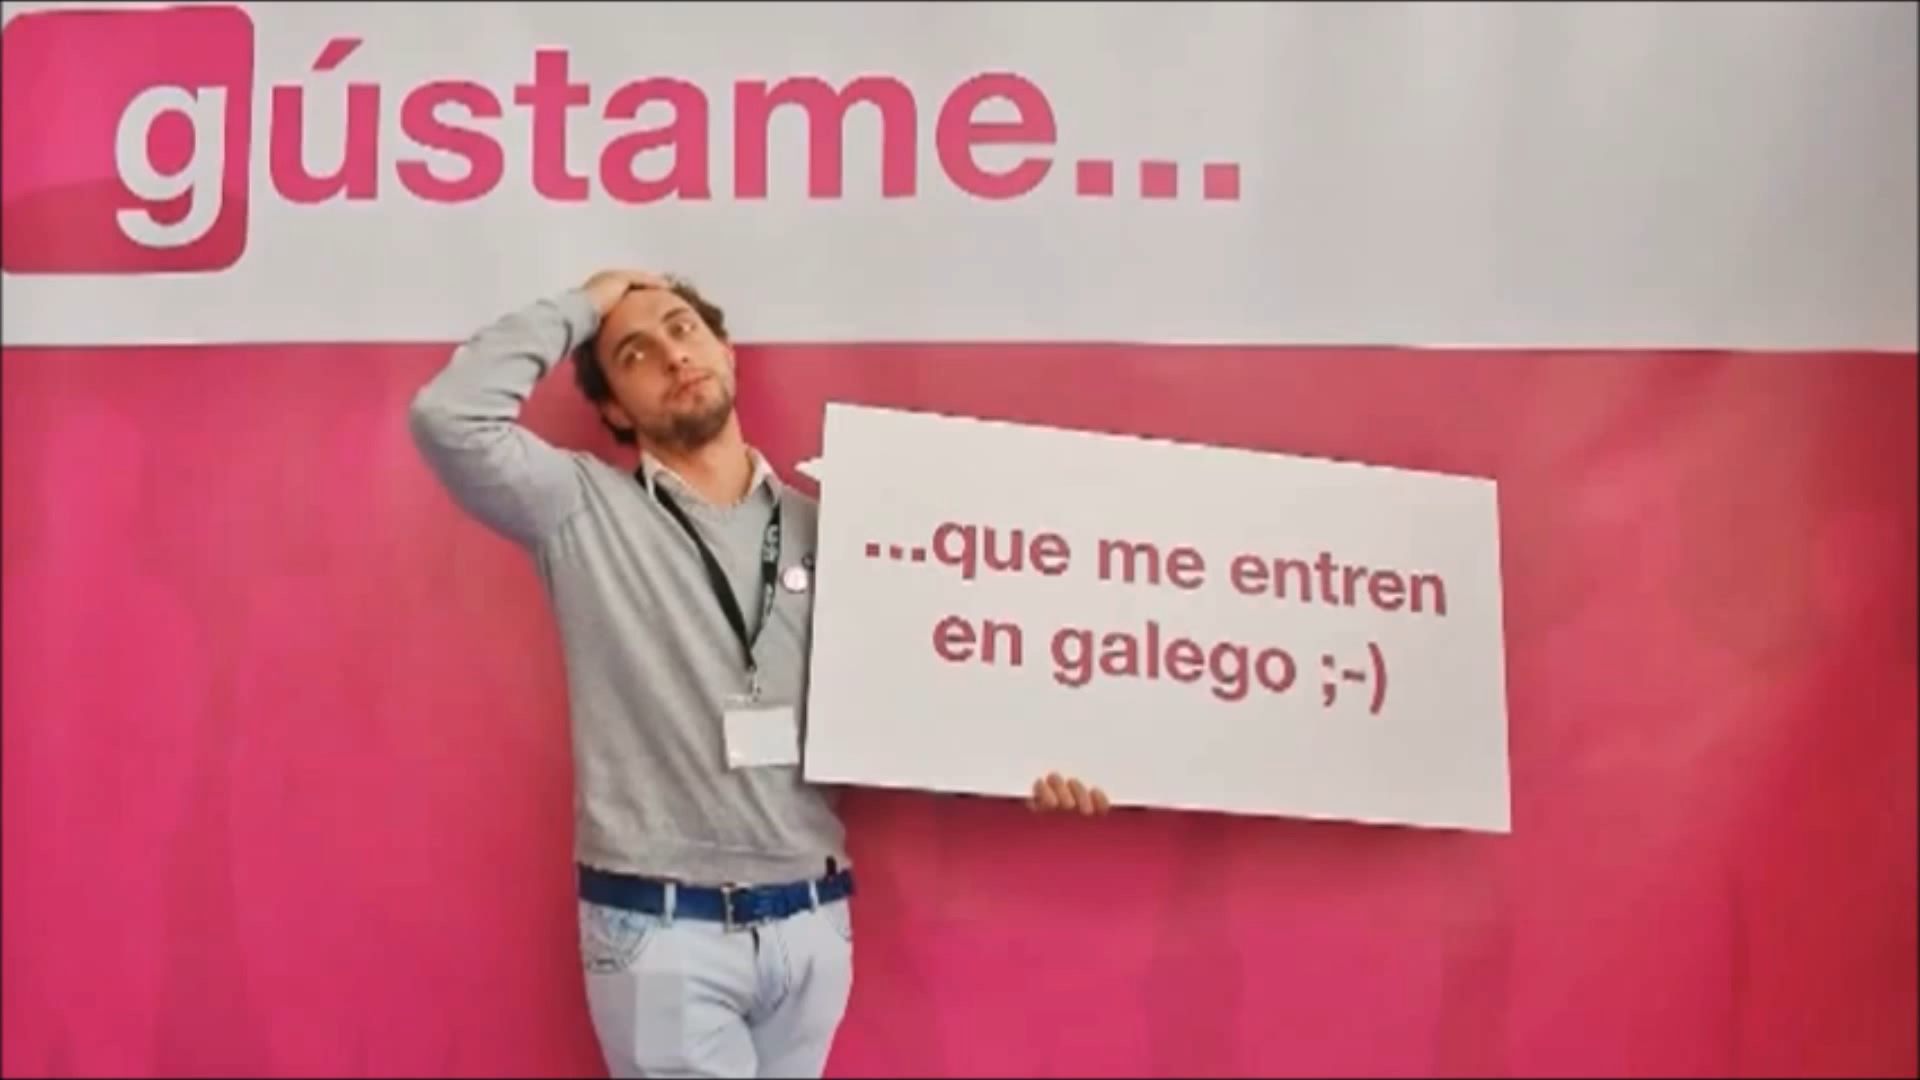 gústame...
...que me entren
en galego ;-)